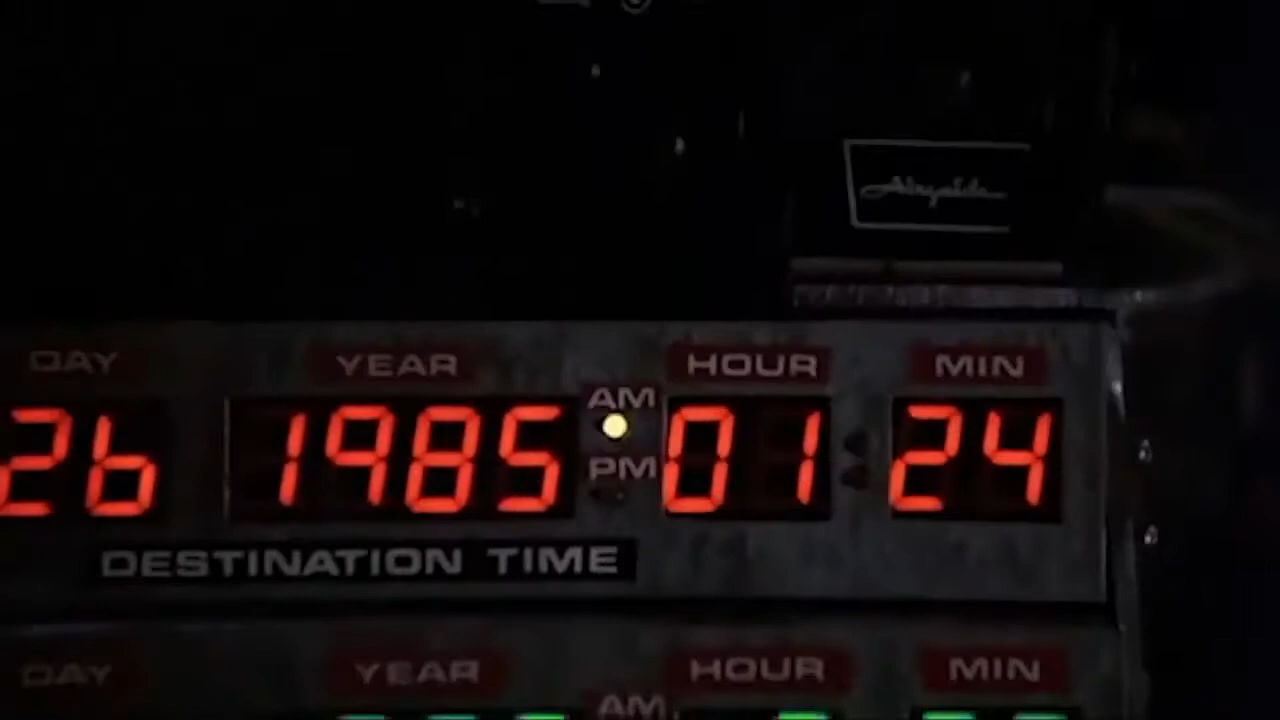 DAY YEAR HOUR MIN
26 1985 AM PM 01 24
DESTINATION TIME
DAY YEAR HOUR MIN
AM